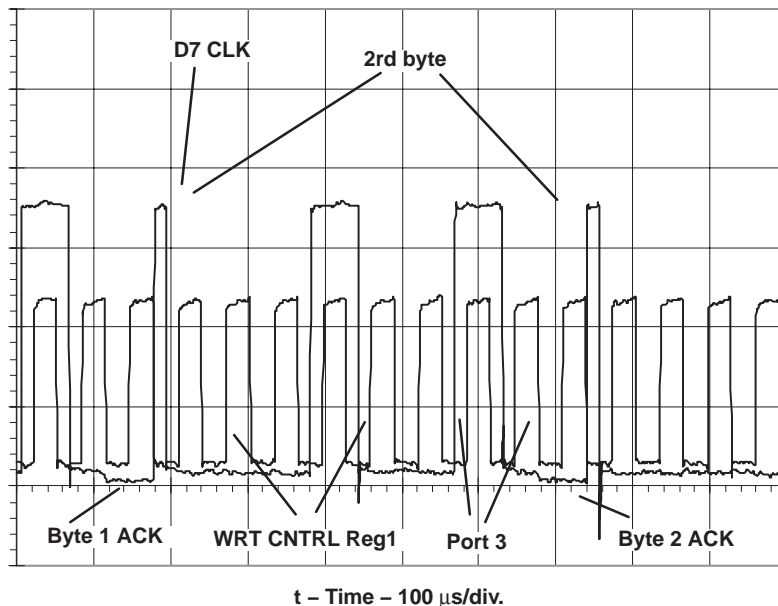 D7 CLK
2rd byte
Byte 1 ACK
WRT CNTRL Reg1
Port 3
Byte 2 ACK
t – Time – 100 μs/div.